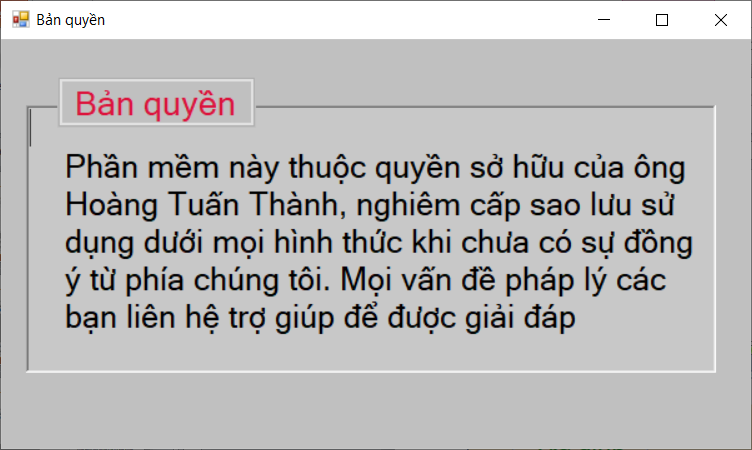 Bản quyền
Bản quyền
Phần mềm này thuộc quyền sở hữu của ông
Hoàng Tuấn Thành, nghiêm cấp sao lưu sử
dụng dưới mọi hình thức khi chưa có sự đồng
ý từ phía chúng tôi. Mọi vấn đề pháp lý các
bạn liên hệ trợ giúp để được giải đáp